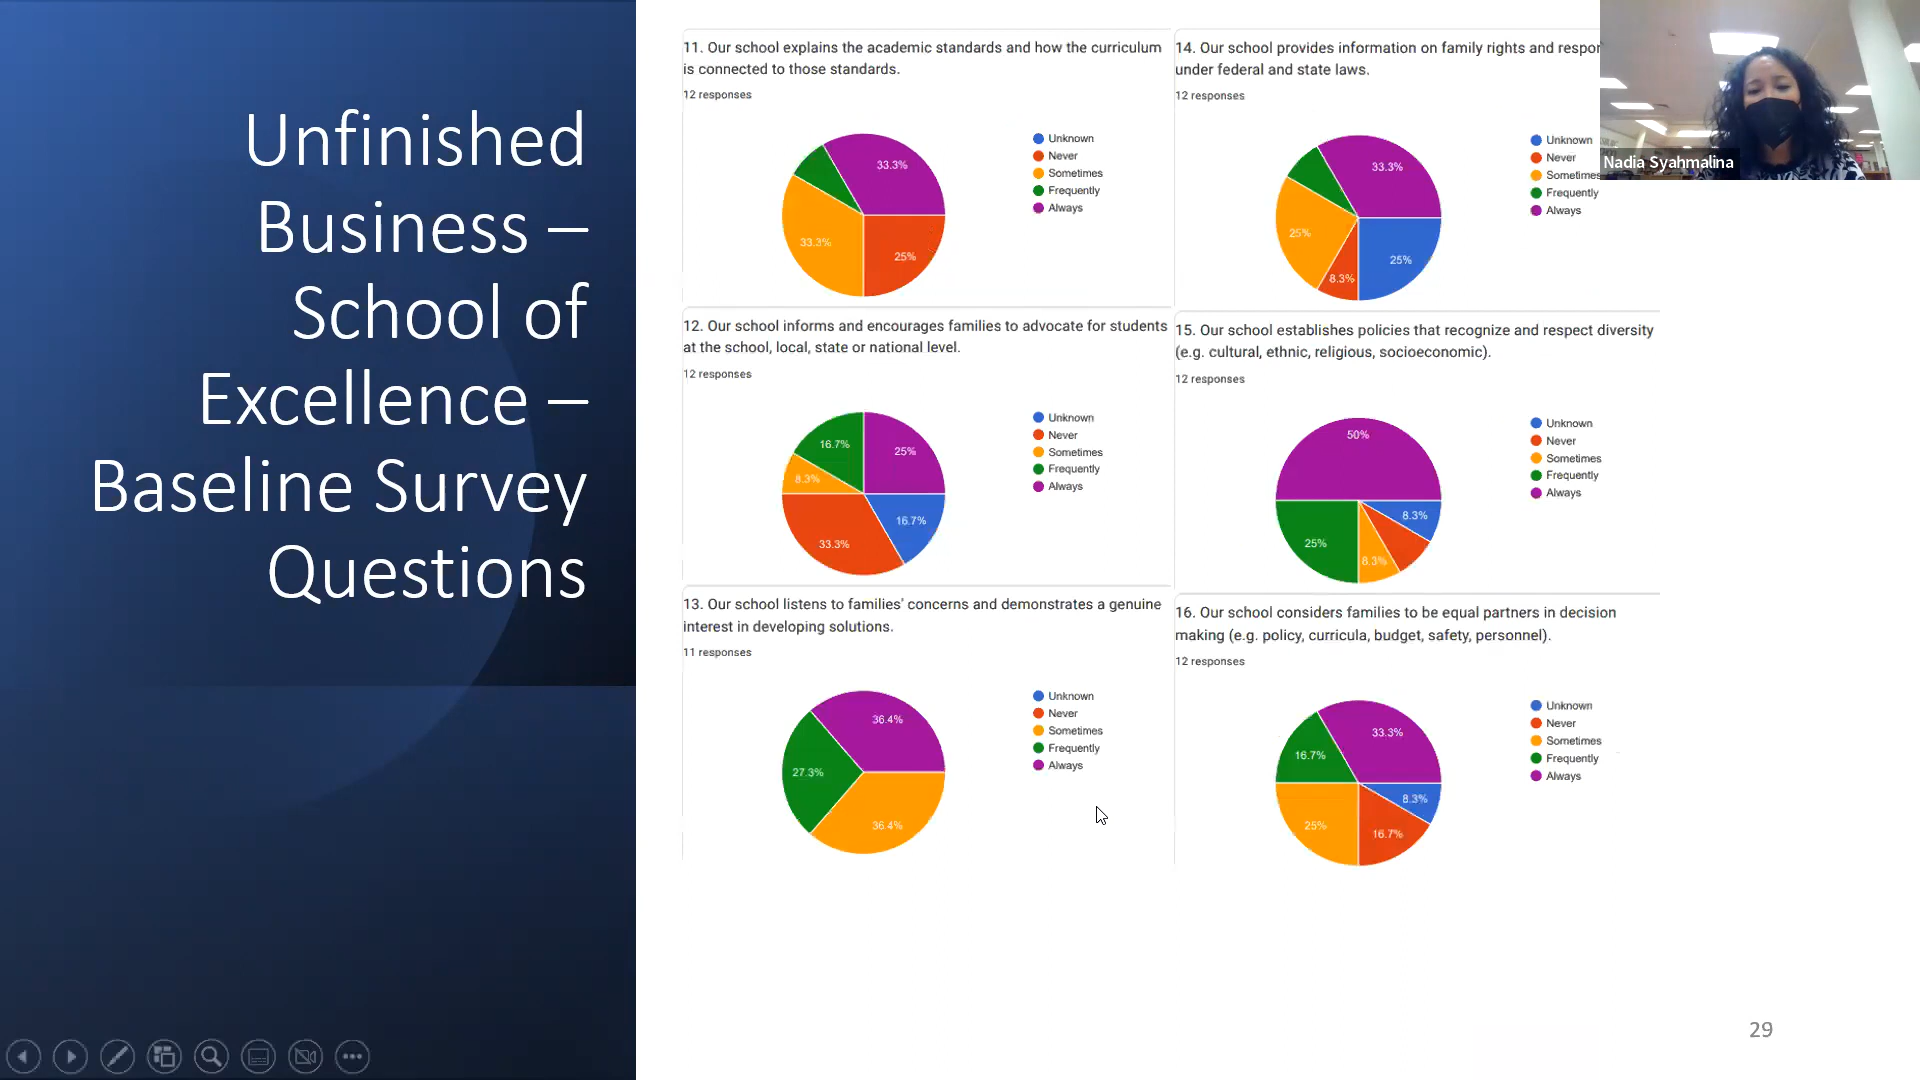 Unfinished
Business –
School of
Excellence –
Baseline Survey
Questions
11. Our school explains the academic standards and how the curriculum
is connected to those standards.
12 responses
33.3%
33.3%
25%
Unknown
Never
Sometimes
Frequently
Always
12. Our school informs and encourages families to advocate for students
at the school, local, state or national level.
12 responses
16.7%
25%
8.3%
16.7%
33.3%
Unknown
Never
Sometimes
Frequently
Always
13. Our school listens to families' concerns and demonstrates a genuine
interest in developing solutions.
11 responses
36.4%
27.3%
36.4%
Unknown
Never
Sometimes
Frequently
Always
14. Our school provides information on family rights and respor
under federal and state laws.
12 responses
33.3%
25%
25%
8.3%
Unknown
Never
Sometimes
Frequently
Always
15. Our school establishes policies that recognize and respect diversity
(e.g. cultural, ethnic, religious, socioeconomic).
12 responses
50%
8.3%
25%
8.3%
Unknown
Never
Sometimes
Frequently
Always
16. Our school considers families to be equal partners in decision
making (e.g. policy, curricula, budget, safety, personnel).
12 responses
33.3%
16.7%
8.3%
25%
16.7%
Unknown
Never
Sometimes
Frequently
Always
Nadia Syahmalina
29